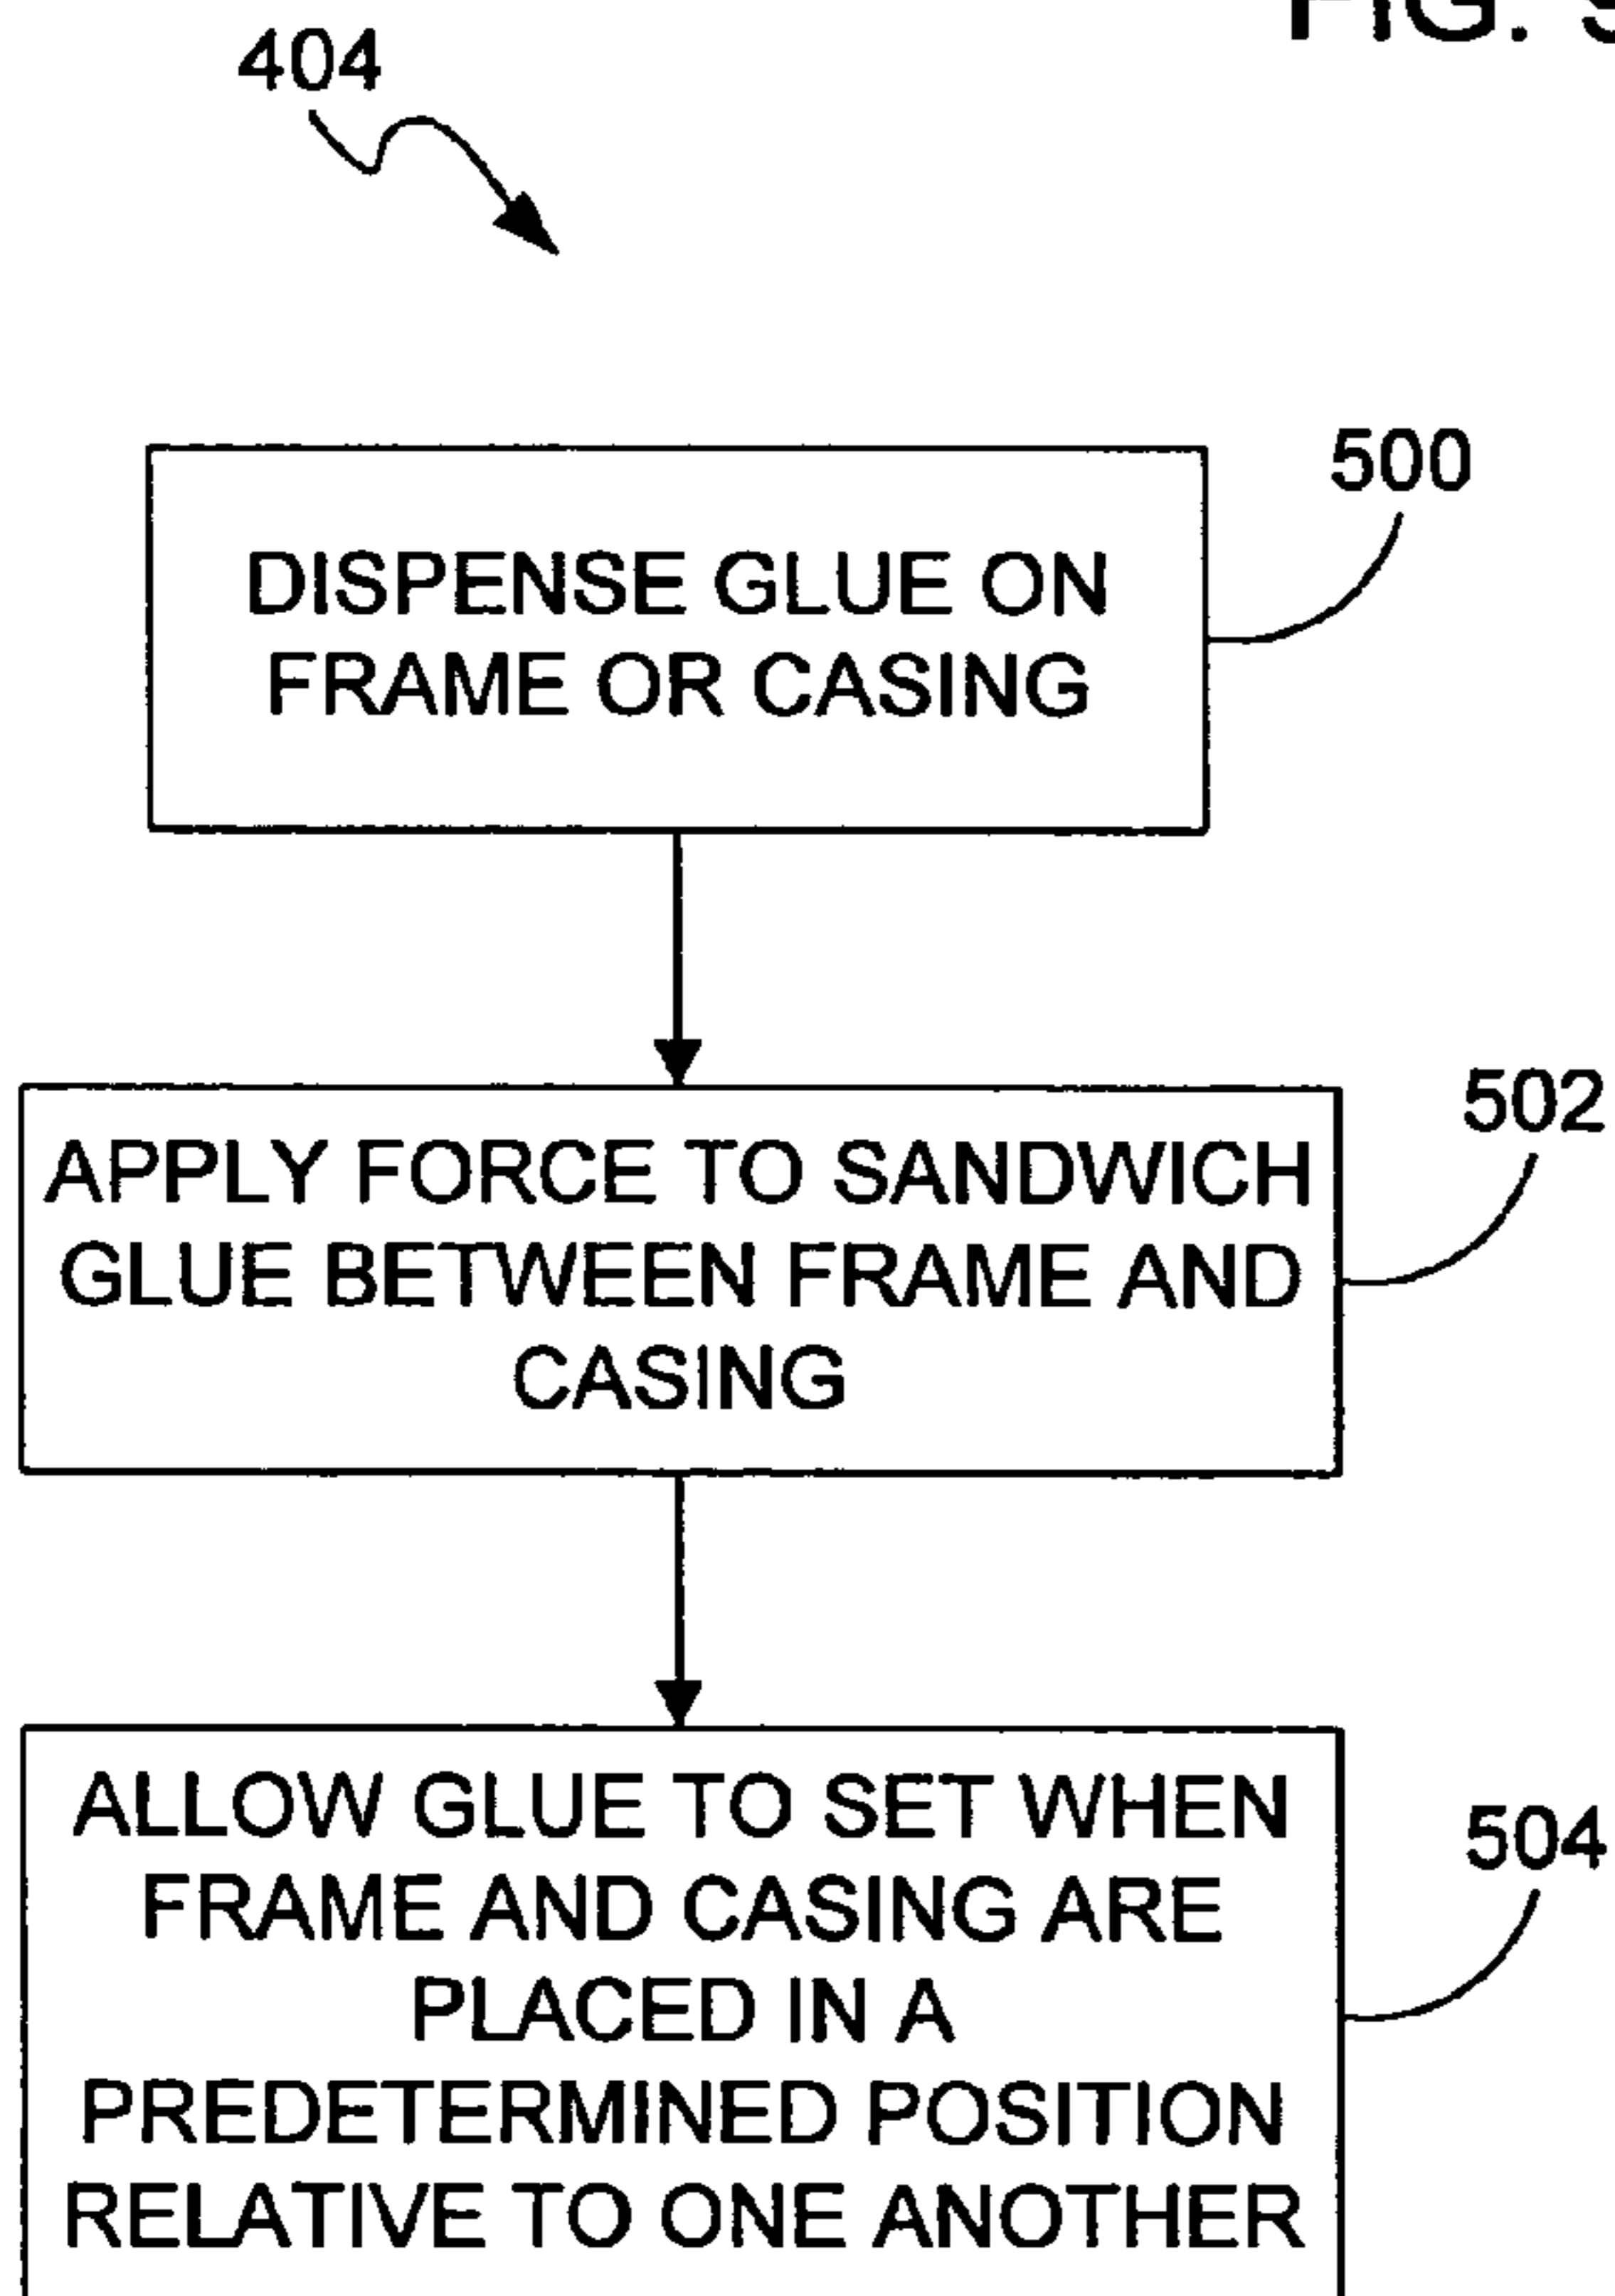 FIG.
404
500
DISPENSE GLUE ON
FRAME OR CASING
502
APPLY FORCE TO SANDWICH
GLUE BETWEEN FRAME AND
CASING
504
ALLOW GLUE TO SET WHEN
FRAME AND CASING ARE
PLACED IN A
PREDETERMINED POSITION
RELATIVE TO ONE ANOTHER